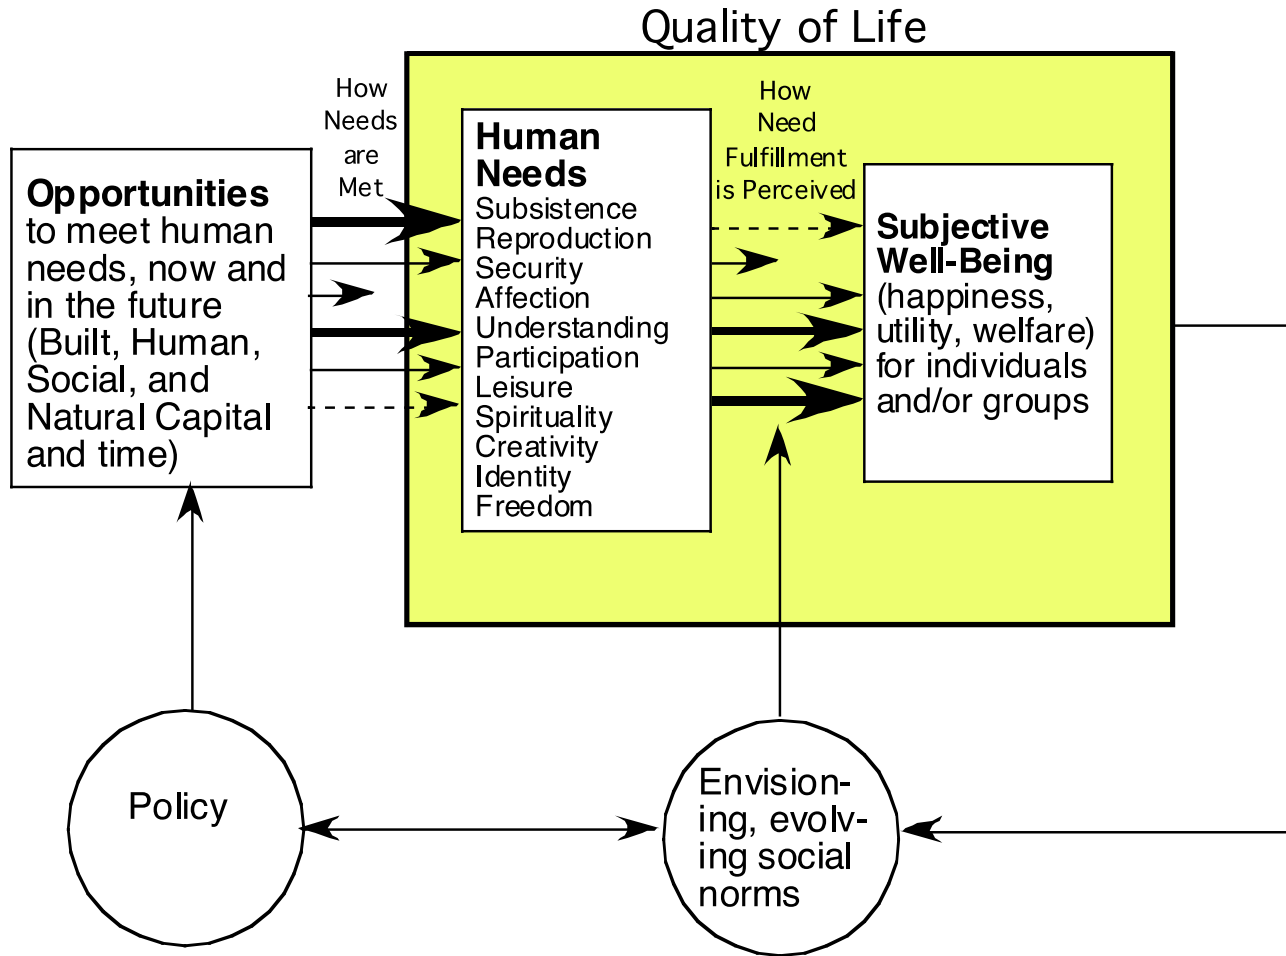 Quality of Life
How
Needs
are
Met
How
Need
Fulfillment
is Perceived
Opportunities
to meet human
needs, now and
in the future
(Built, Human,
Social, and
Natural Capital
and time)
Human
Needs
Subsistence
Reproduction
Security
Affection
Understanding
Participation
Leisure
Spirituality
Creativity
Identity
Freedom
Subjective
Well-Being
(happiness,
utility, welfare)
for individuals
and/or groups
Policy
Envision-
ing, evolv-
ing social
norms